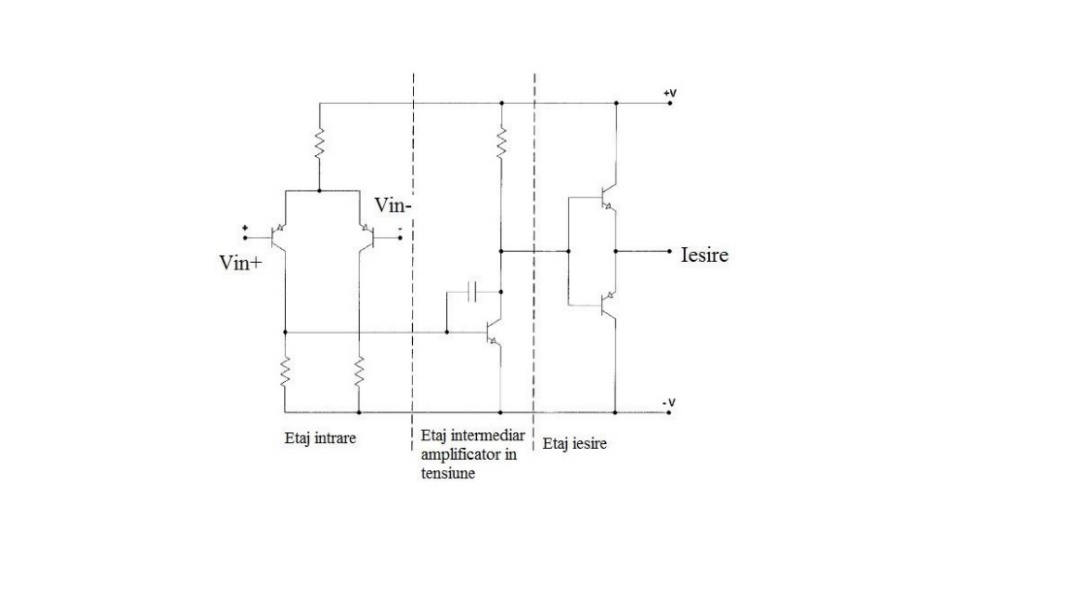 +V
Vin-
+
-
Vin+
Iesire
-V
Etaj intrare
Etaj intermediar
amplificator in
tensiune
Etaj iesire